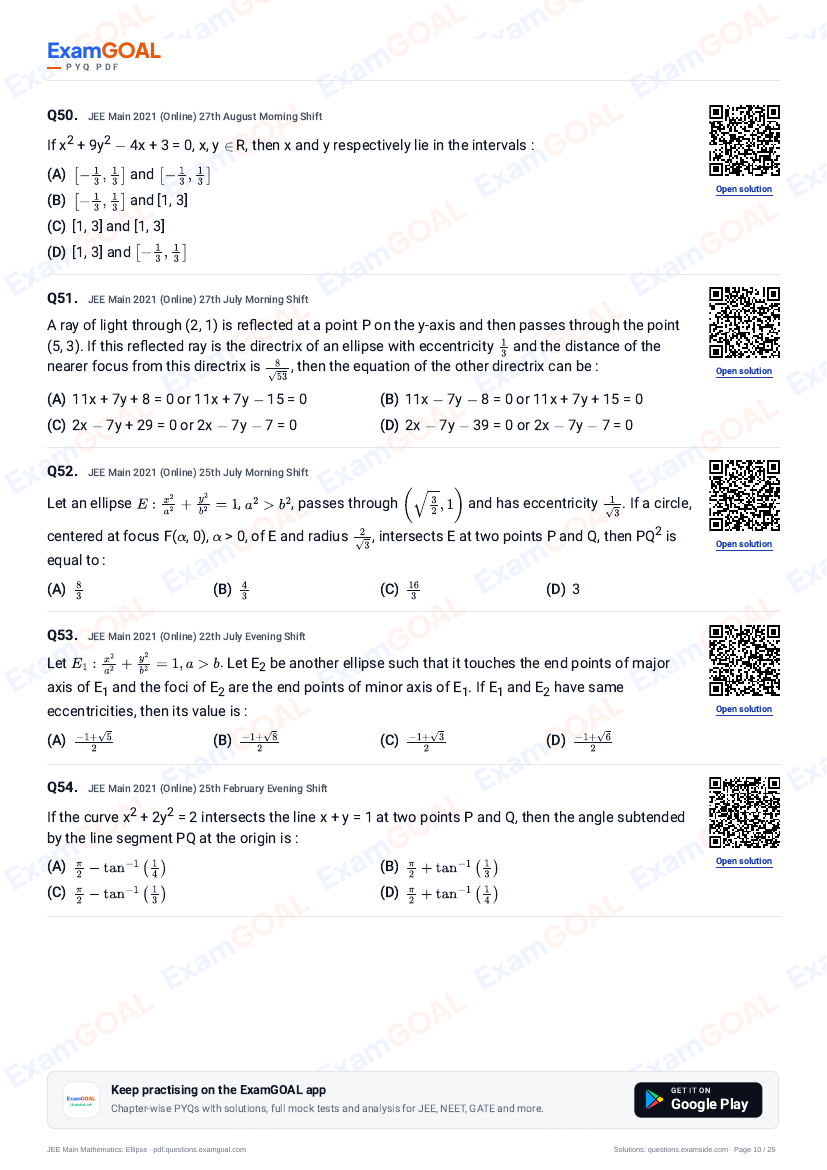 ExamGOAL
PYQ PDF
Q50. JEE Main 2021 (Online) 27th August Morning Shift
If x² + 9y² − 4x + 3 = 0, x, y ∈ R, then x and y respectively lie in the intervals :
(A) [−1/3, 1/3] and [−1/3, 1/3]
(B) [−1/3, 1/3] and [1, 3]
(C) [1, 3] and [1, 3]
(D) [1, 3] and [−1/3, 1/3]
Open solution
Q51. JEE Main 2021 (Online) 27th July Morning Shift
A ray of light through (2, 1) is reflected at a point P on the y-axis and then passes through the point
(5, 3). If this reflected ray is the directrix of an ellipse with eccentricity 1/3 and the distance of the
nearer focus from this directrix is 8/√53, then the equation of the other directrix can be :
(A) 11x + 7y + 8 = 0 or 11x + 7y − 15 = 0 (B) 11x − 7y − 8 = 0 or 11x + 7y + 15 = 0
(C) 2x − 7y + 29 = 0 or 2x − 7y − 7 = 0 (D) 2x − 7y − 39 = 0 or 2x − 7y − 7 = 0
Open solution
Q52. JEE Main 2021 (Online) 25th July Morning Shift
Let an ellipse E : x²/a² + y²/b² = 1, a² > b², passes through (√(3/2), 1) and has eccentricity 1/√3. If a circle,
centered at focus F(α, 0), α > 0, of E and radius 2/√3, intersects E at two points P and Q, then PQ² is
equal to :
(A) 8/3 (B) 4/3 (C) 16/3 (D) 3
Open solution
Q53. JEE Main 2021 (Online) 22th July Evening Shift
Let E₁ : x²/a² + y²/b² = 1, a > b. Let E₂ be another ellipse such that it touches the end points of major
axis of E₁ and the foci of E₂ are the end points of minor axis of E₁. If E₁ and E₂ have same
eccentricities, then its value is :
(A) (−1+√5)/2 (B) (−1+√8)/2 (C) (−1+√3)/2 (D) (−1+√6)/2
Open solution
Q54. JEE Main 2021 (Online) 25th February Evening Shift
If the curve x² + 2y² = 2 intersects the line x + y = 1 at two points P and Q, then the angle subtended
by the line segment PQ at the origin is :
(A) π/2 − tan⁻¹ (1/4) (B) π/2 + tan⁻¹ (1/3)
(C) π/2 − tan⁻¹ (1/3) (D) π/2 + tan⁻¹ (1/4)
Open solution
Keep practising on the ExamGOAL app
Chapter-wise PYQs with solutions, full mock tests and analysis for JEE, NEET, GATE and more.
GET IT ON
Google Play
JEE Main Mathematics: Ellipse · pdf.questions.examgoal.com
Solutions: questions.examside.com · Page 10 / 25